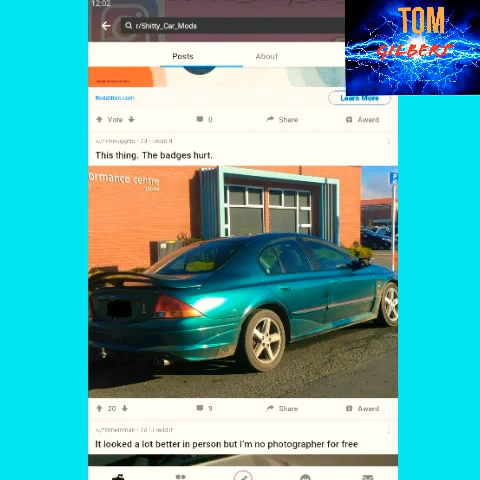 12:02
r/Shitty_Car_Mods
TOM
GILBERT
Posts
About
Learn More
Vote
0
Share
Award
This thing. The badges hurt.
ormance centre
20
9
Share
Award
It looked a lot better in person but I'm no photographer for free